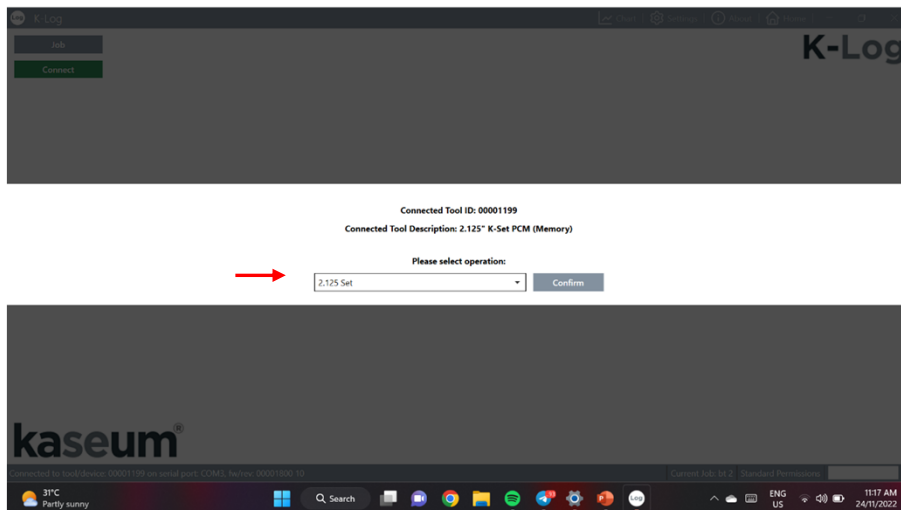 Log K-Log
Chart Settings About Home
Job
Connect
K-Log
Connected Tool ID: 00001199
Connected Tool Description: 2.125" K-Set PCM (Memory)
Please select operation:
2.125 Set
Confirm
kaseum®
Connected to tool/device: 00001199 on serial port: COM3, hw/rev: 00001800 10
Current Job: bt 2 Standard Permissions
31°C
Partly sunny
Search
Log
ENG
US
11:17 AM
24/11/2022